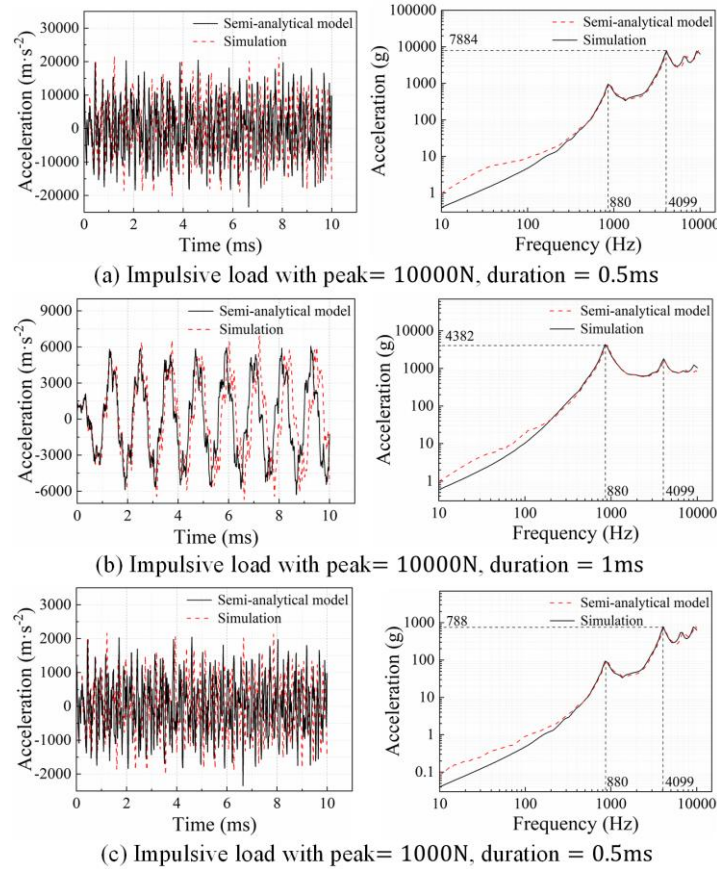 30000
20000
10000
0
-10000
-20000
Acceleration (m·s⁻²)
Semi-analytical model
Simulation
0 2 4 6 8 10
Time (ms)
100000
10000
1000
100
10
1
Acceleration (g)
7884
Semi-analytical model
Simulation
880
4099
10 100 1000 10000
Frequency (Hz)
(a) Impulsive load with peak= 10000N, duration = 0.5ms
9000
6000
3000
0
-3000
-6000
Acceleration (m·s⁻²)
Semi-analytical model
Simulation
0 2 4 6 8 10
Time (ms)
100000
10000
1000
100
10
1
Acceleration (g)
4382
Semi-analytical model
Simulation
880
4099
10 100 1000 10000
Frequency (Hz)
(b) Impulsive load with peak= 10000N, duration = 1ms
3000
2000
1000
0
-1000
-2000
Acceleration (m·s⁻²)
Semi-analytical model
Simulation
0 2 4 6 8 10
Time (ms)
1000
100
10
1
0.1
Acceleration (g)
788
Semi-analytical model
Simulation
880
4099
10 100 1000 10000
Frequency (Hz)
(c) Impulsive load with peak= 1000N, duration = 0.5ms